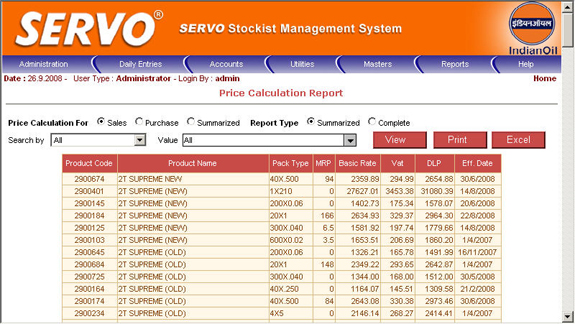 SERVO® SERVO Stockist Management System
इंडियनऑयल
IndianOil
Administration Daily Entries Accounts Utilities Masters Reports Help
Date : 26.9.2008 - User Type : Administrator - Login By : admin Home
Price Calculation Report
Price Calculation For Sales Purchase Summarized Report Type Summarized Complete
Search by All Value All View Print Excel
Product Code Product Name Pack Type MRP Basic Rate Vat DLP Eff. Date
2900674 2T SUPREME NEW 40X.500 94 2359.89 294.99 2654.88 30/6/2008
2900401 2T SUPREME (NEW) 1X210 0 27627.01 3453.38 31080.39 14/8/2008
2900145 2T SUPREME (NEW) 200X0.06 0 1402.73 175.34 1578.07 20/6/2008
2900184 2T SUPREME (NEW) 20X1 166 2634.93 329.37 2964.30 22/8/2008
2900125 2T SUPREME (NEW) 300X.040 6.5 1581.92 197.74 1779.66 14/8/2008
2900103 2T SUPREME (NEW) 600X0.02 3.5 1653.51 206.69 1860.20 1/4/2007
2900645 2T SUPREME (OLD) 200X0.06 0 1326.21 165.78 1491.99 16/11/2007
2900684 2T SUPREME (OLD) 20X1 148 2349.22 293.65 2642.87 1/4/2007
2900725 2T SUPREME (OLD) 300X.040 0 1344.00 168.00 1512.00 30/5/2008
2900164 2T SUPREME (OLD) 40X.250 0 1164.07 145.51 1309.58 21/2/2008
2900174 2T SUPREME (OLD) 40X.500 84 2643.08 330.38 2973.46 30/6/2008
2900234 2T SUPREME (OLD) 4X5 0 2146.14 268.27 2414.41 1/4/2007